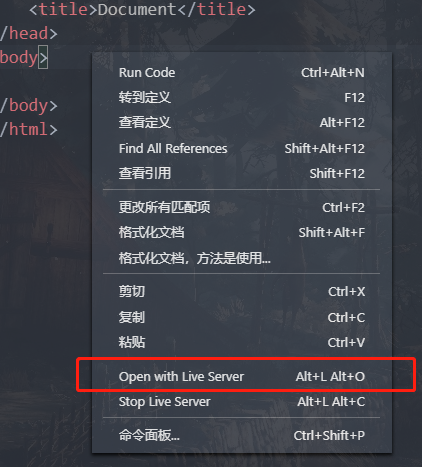 <title>Document</title>
/head>
body>
/body>
/html>
Run Code Ctrl+Alt+N
转到定义 F12
查看定义 Alt+F12
Find All References Shift+Alt+F12
查看引用 Shift+F12
更改所有匹配项 Ctrl+F2
格式化文档 Shift+Alt+F
格式化文档，方法是使用...
剪切 Ctrl+X
复制 Ctrl+C
粘贴 Ctrl+V
Open with Live Server Alt+L Alt+O
Stop Live Server Alt+L Alt+C
命令面板... Ctrl+Shift+P